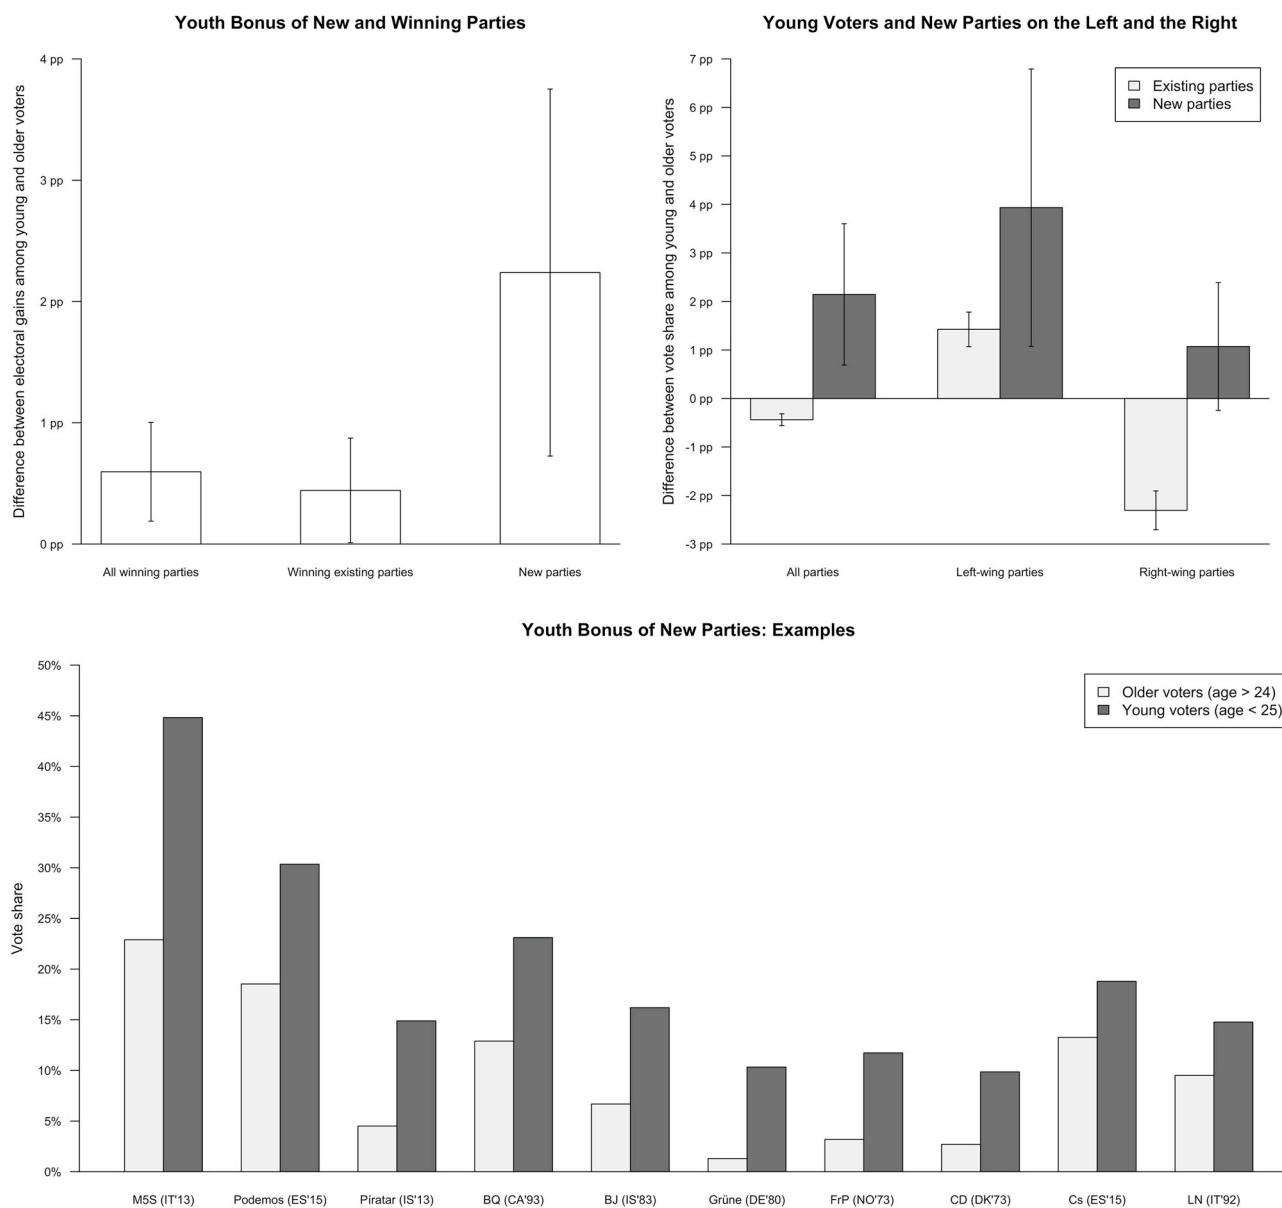 Youth Bonus of New and Winning Parties
Difference between electoral gains among young and older voters
4 pp
3 pp
2 pp
1 pp
0 pp
All winning parties
Winning existing parties
New parties
Young Voters and New Parties on the Left and the Right
Difference between vote share among young and older voters
7 pp
6 pp
5 pp
4 pp
3 pp
2 pp
1 pp
0 pp
-1 pp
-2 pp
-3 pp
Existing parties
New parties
All parties
Left-wing parties
Right-wing parties
Youth Bonus of New Parties: Examples
Vote share
50%
45%
40%
35%
30%
25%
20%
15%
10%
5%
0%
Older voters (age > 24)
Young voters (age < 25)
M5S (IT'13)
Podemos (ES'15)
Píratar (IS'13)
BQ (CA'93)
BJ (IS'83)
Grüne (DE'80)
FrP (NO'73)
CD (DK'73)
Cs (ES'15)
LN (IT'92)